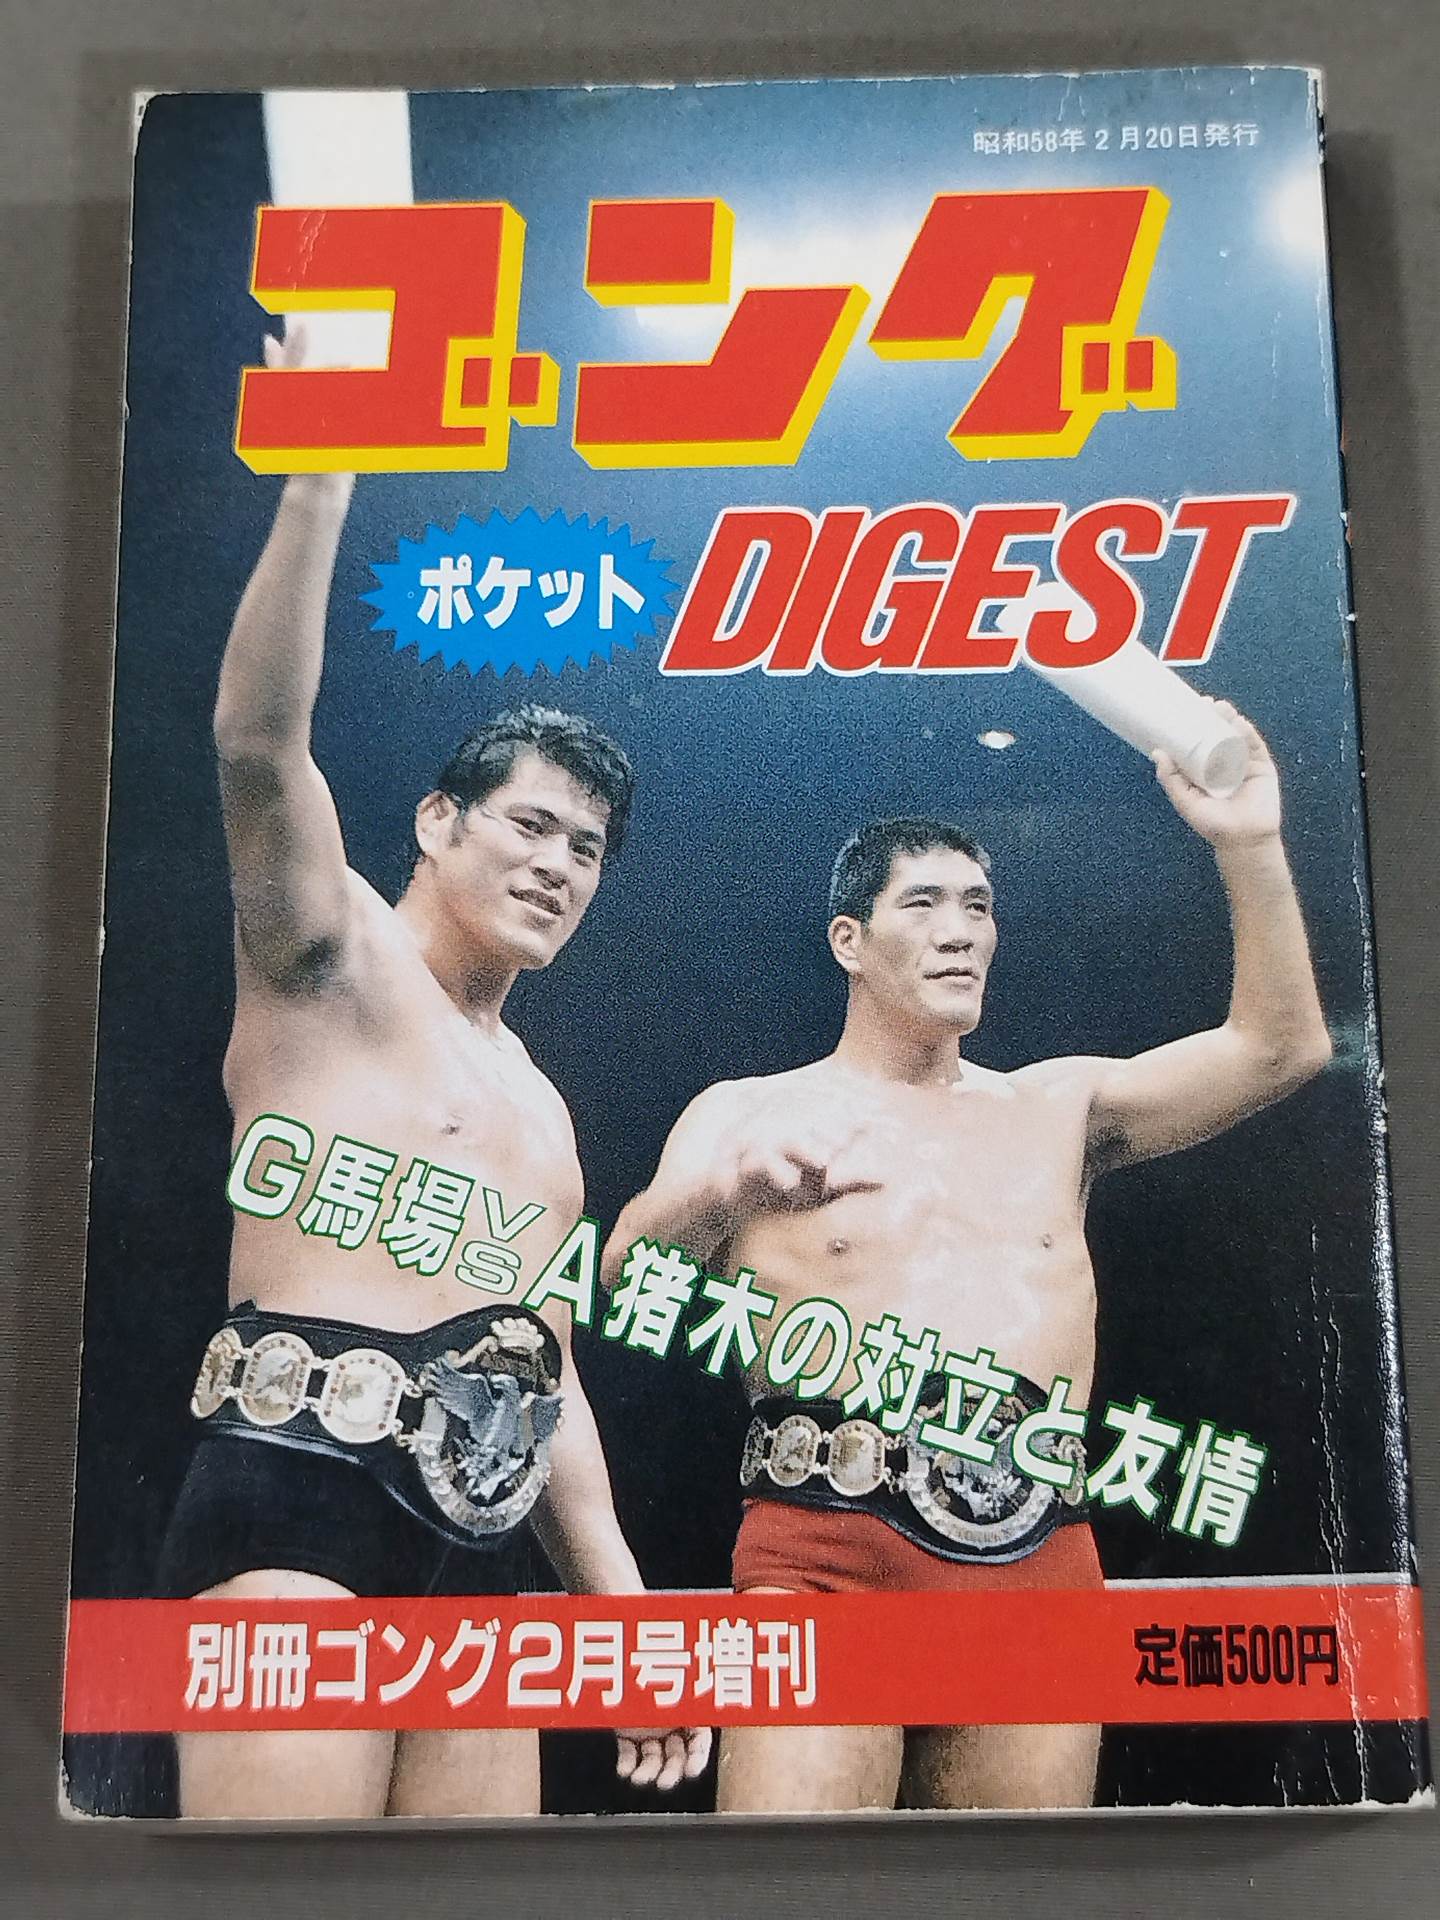 昭和58年2月20日発行
ゴング
ポケット DIGEST
G馬場VSA猪木の対立と友情
別冊ゴング2月号増刊
定価500円